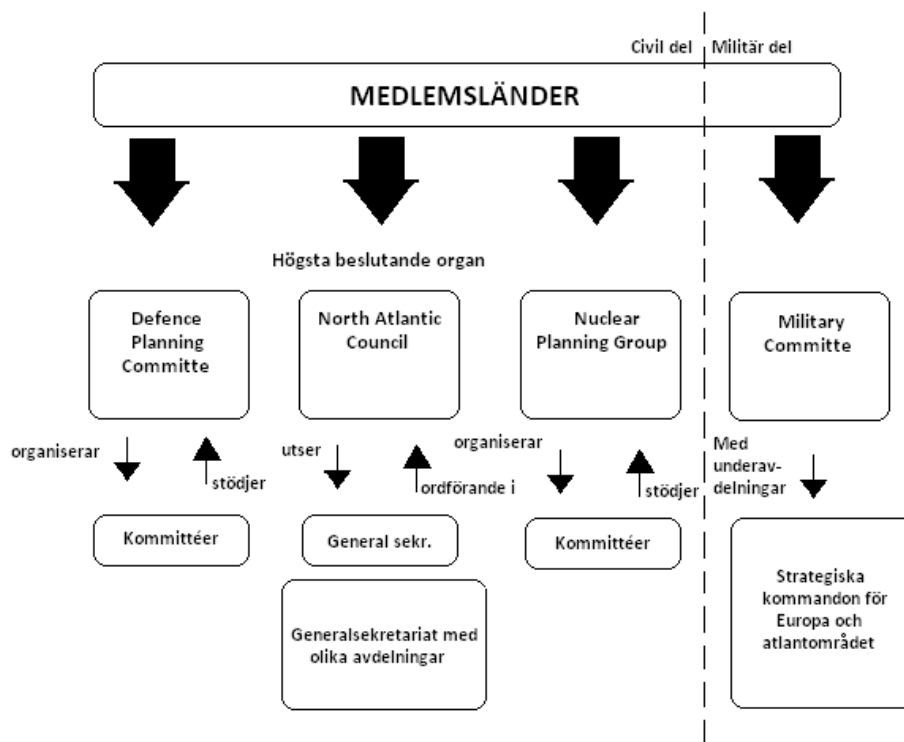 Civil del
Militär del
MEDLEMSLÄNDER
Högsta beslutande organ
Defence
Planning
Committe
North Atlantic
Council
Nuclear
Planning Group
Military
Committe
organiserar
stödjer
utser
ordförande i
organiserar
stödjer
Med
underav-
delningar
Kommittéer
General sekr.
Kommittéer
Generalsekretariat med
olika avdelningar
Strategiska
kommandon för
Europa och
atlantområdet